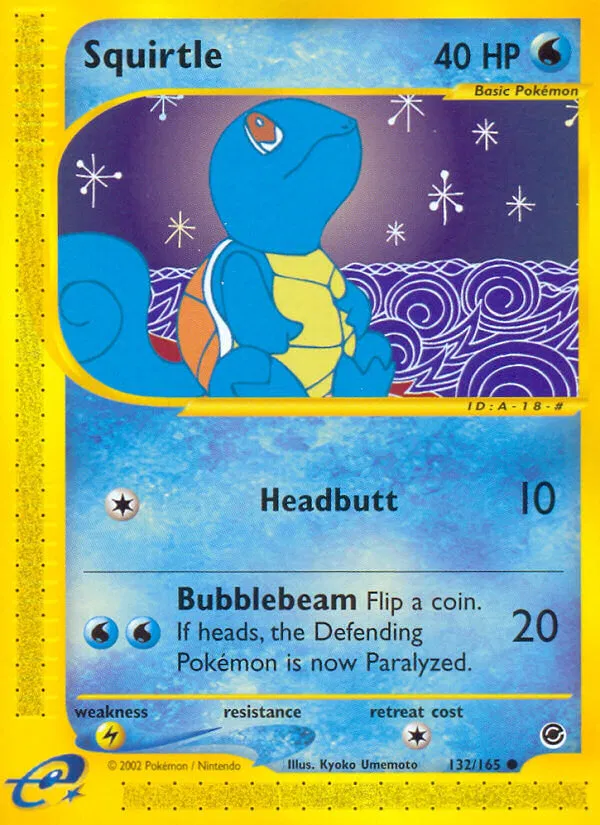 Squirtle 40 HP
Basic Pokémon
ID:A-18-#
Headbutt 10
Bubblebeam Flip a coin.
If heads, the Defending
Pokémon is now Paralyzed.
20
weakness resistance retreat cost
© 2002 Pokémon / Nintendo Illus. Kyoko Umemoto 132/165
e